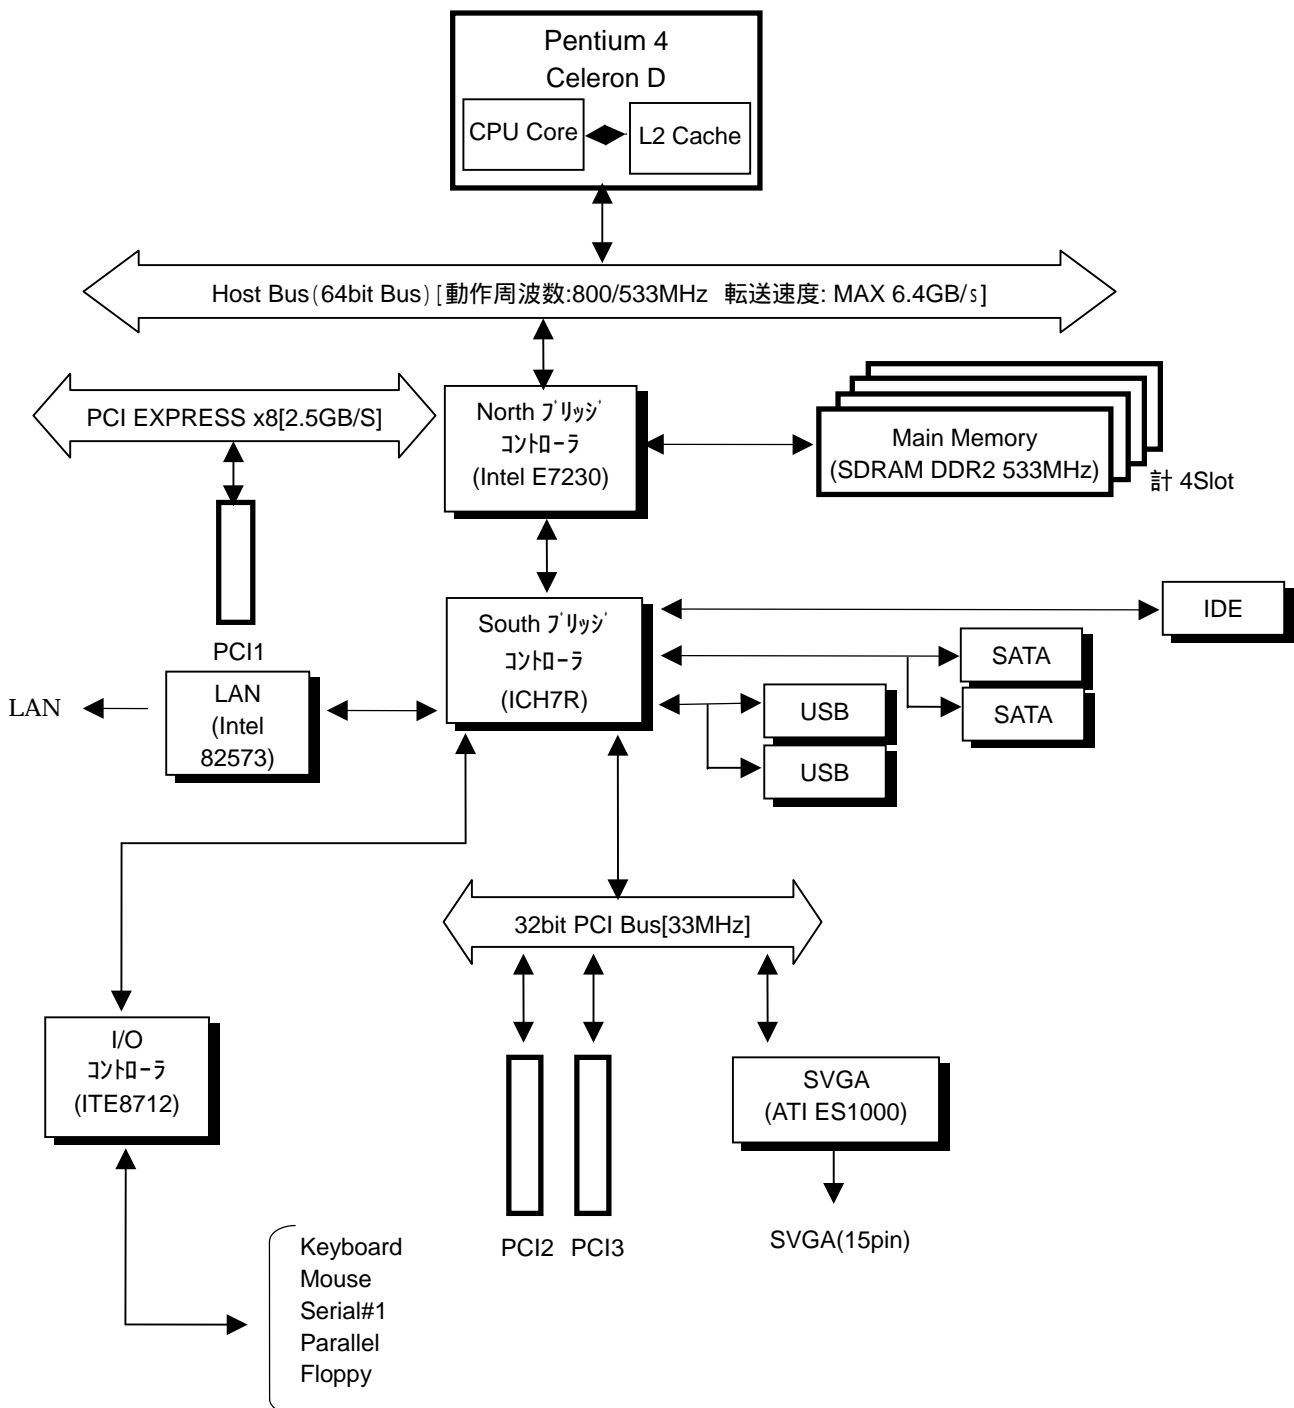 Pentium 4
Celeron D
CPU Core
L2 Cache
Host Bus(64bit Bus) [動作周波数:800/533MHz 転送速度: MAX 6.4GB/s]
PCI EXPRESS x8[2.5GB/S]
North ﾌﾞﾘｯｼﾞ
ｺﾝﾄﾛｰﾗ
(Intel E7230)
Main Memory
(SDRAM DDR2 533MHz)
計 4Slot
PCI1
South ﾌﾞﾘｯｼﾞ
ｺﾝﾄﾛｰﾗ
(ICH7R)
IDE
SATA
SATA
USB
USB
LAN
LAN
(Intel
82573)
32bit PCI Bus[33MHz]
I/O
ｺﾝﾄﾛｰﾗ
(ITE8712)
SVGA
(ATI ES1000)
PCI2
PCI3
SVGA(15pin)
Keyboard
Mouse
Serial#1
Parallel
Floppy